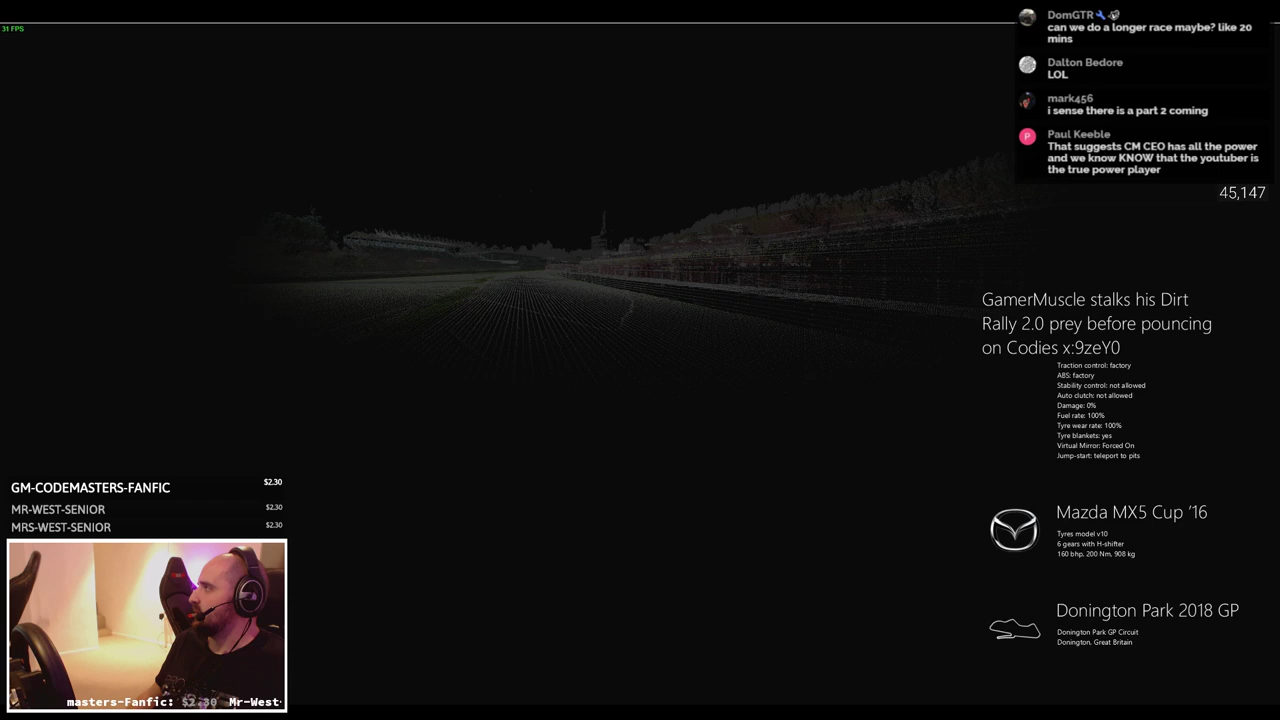 31 FPS
DomGTR
can we do a longer race maybe? like 20
mins
Dalton Bedore
LOL
mark456
i sense there is a part 2 coming
P
Paul Keeble
That suggests CM CEO has all the power
and we know KNOW that the youtuber is
the true power player
45,147
GamerMuscle stalks his Dirt
Rally 2.0 prey before pouncing
on Codies x:9zeY0
Traction control: factory
ABS: factory
Stability control: not allowed
Auto clutch: not allowed
Damage: 0%
Fuel rate: 100%
Tyre wear rate: 100%
Tyre blankets: yes
Virtual Mirror: Forced On
Jump-start: teleport to pits
Mazda MX5 Cup '16
Tyres model v10
6 gears with H-shifter
160 bhp, 200 Nm, 908 kg
Donington Park 2018 GP
Donington Park GP Circuit
Donington, Great Britain
GM-CODEMASTERS-FANFIC $2.30
MR-WEST-SENIOR $2.30
MRS-WEST-SENIOR $2.30
masters-Fanfic: $2.30 Mr-West-